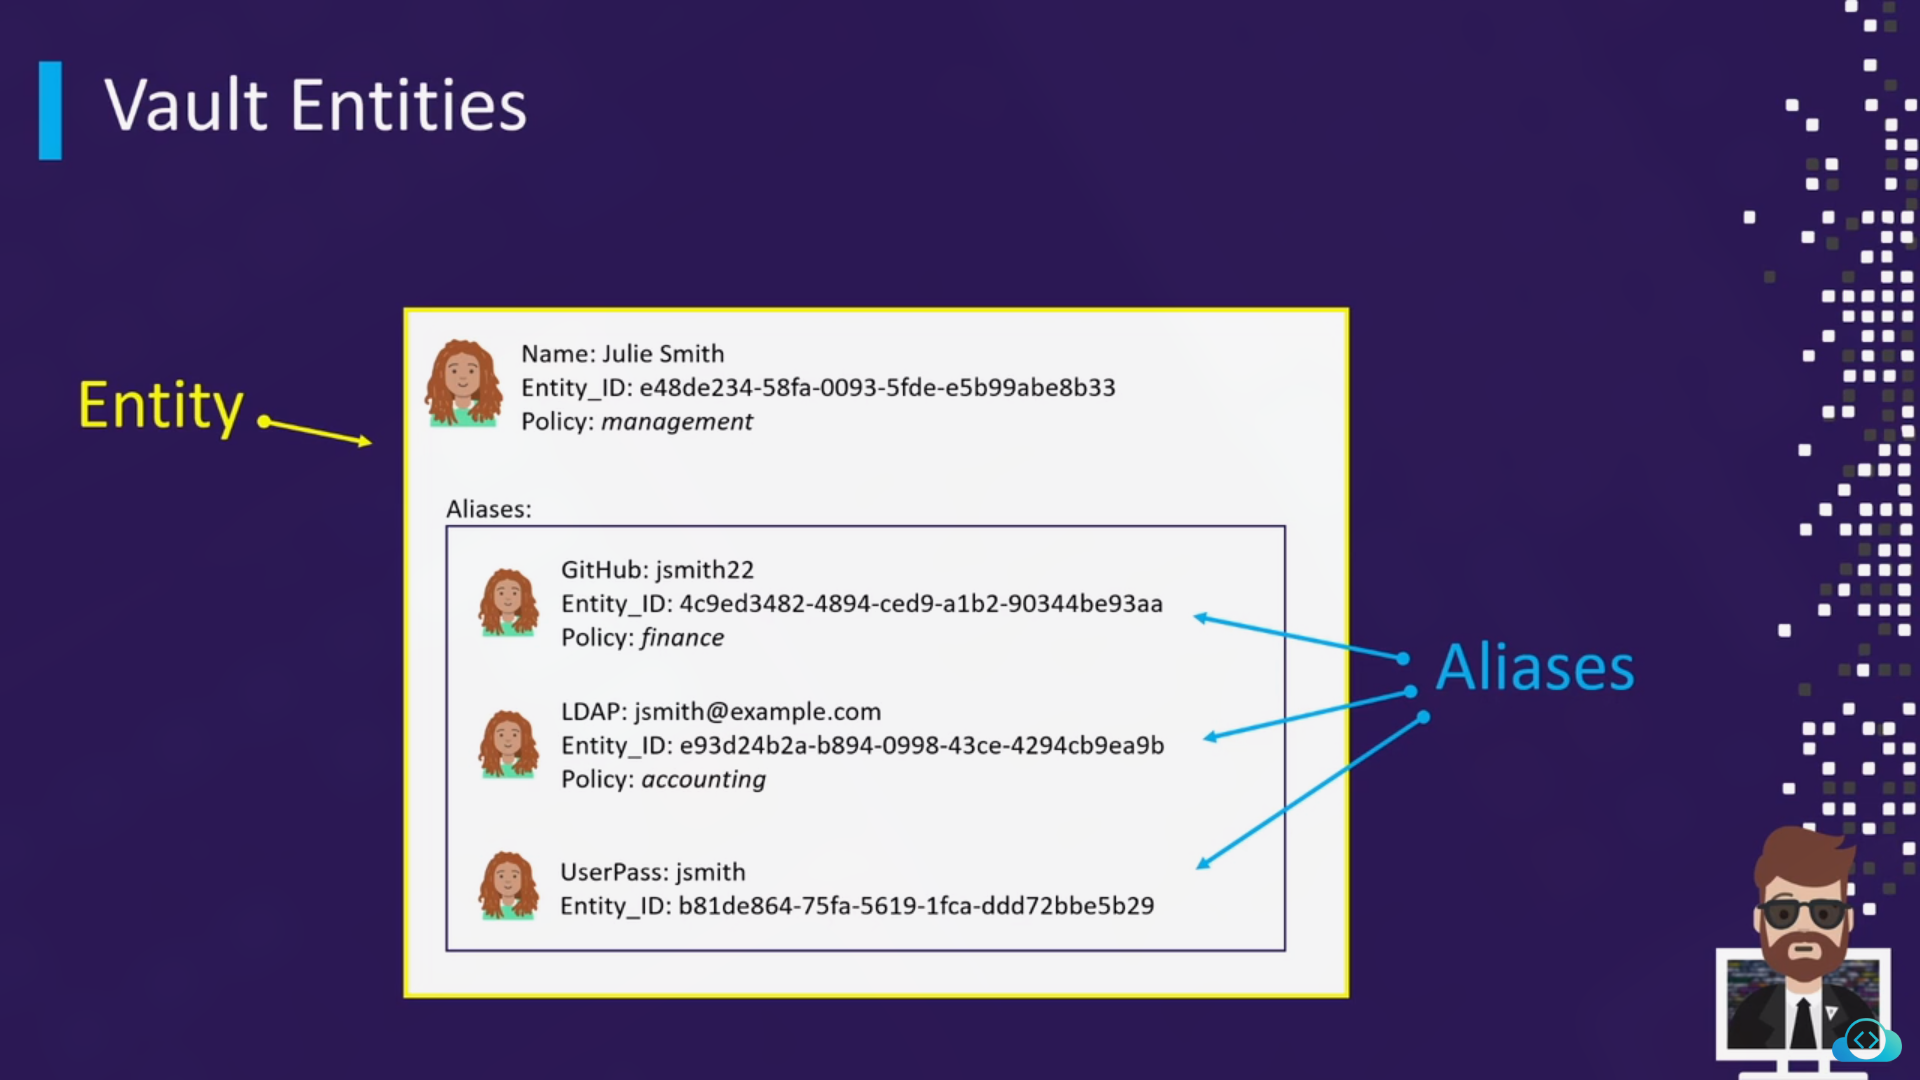 Vault Entities
Entity
Name: Julie Smith
Entity_ID: e48de234-58fa-0093-5fde-e5b99abe8b33
Policy: management
Aliases:
GitHub: jsmith22
Entity_ID: 4c9ed3482-4894-ced9-a1b2-90344be93aa
Policy: finance
LDAP: jsmith@example.com
Entity_ID: e93d24b2a-b894-0998-43ce-4294cb9ea9b
Policy: accounting
UserPass: jsmith
Entity_ID: b81de864-75fa-5619-1fca-ddd72bbe5b29
Aliases